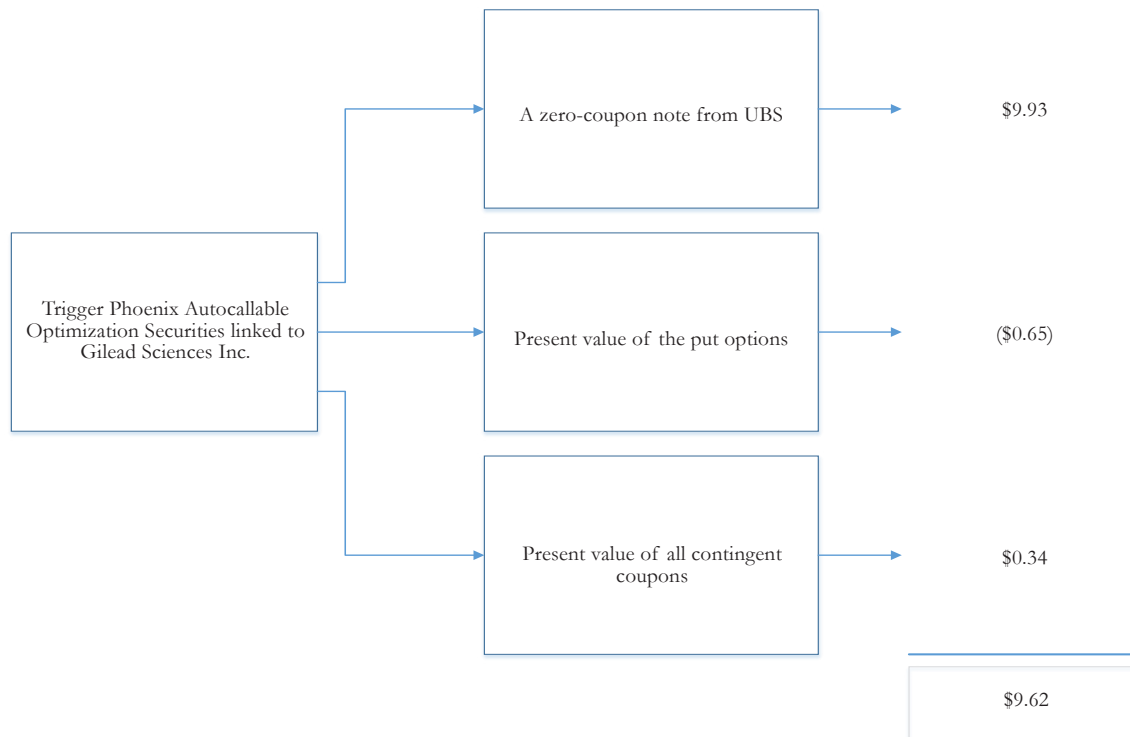 A zero-coupon note from UBS
$9.93
Trigger Phoenix Autocallable
Optimization Securities linked to
Gilead Sciences Inc.
Present value of the put options
($0.65)
Present value of all contingent
coupons
$0.34
$9.62